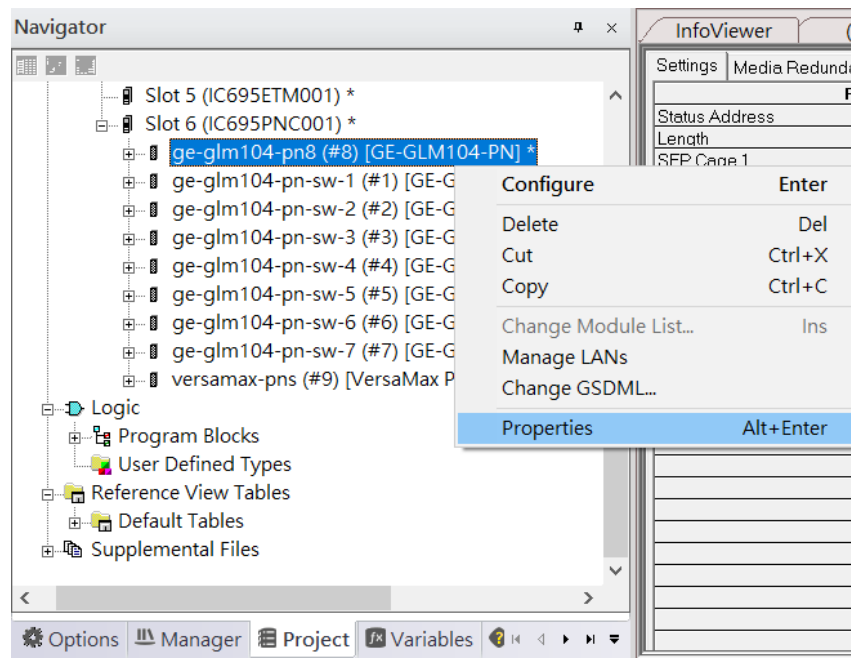 Navigator
InfoViewer
Settings
Media Redund
Slot 5 (IC695ETM001) *
Slot 6 (IC695PNC001) *
Status Address
Length
SFP Cage 1
ge-glm104-pn8 (#8) [GE-GLM104-PN] *
ge-glm104-pn-sw-1 (#1) [GE-G
ge-glm104-pn-sw-2 (#2) [GE-G
ge-glm104-pn-sw-3 (#3) [GE-G
ge-glm104-pn-sw-4 (#4) [GE-G
ge-glm104-pn-sw-5 (#5) [GE-G
ge-glm104-pn-sw-6 (#6) [GE-G
ge-glm104-pn-sw-7 (#7) [GE-G
versamax-pns (#9) [VersaMax P
Configure Enter
Delete Del
Cut Ctrl+X
Copy Ctrl+C
Change Module List... Ins
Manage LANs
Change GSDML...
Properties Alt+Enter
Logic
Program Blocks
User Defined Types
Reference View Tables
Default Tables
Supplemental Files
Options Manager Project Variables